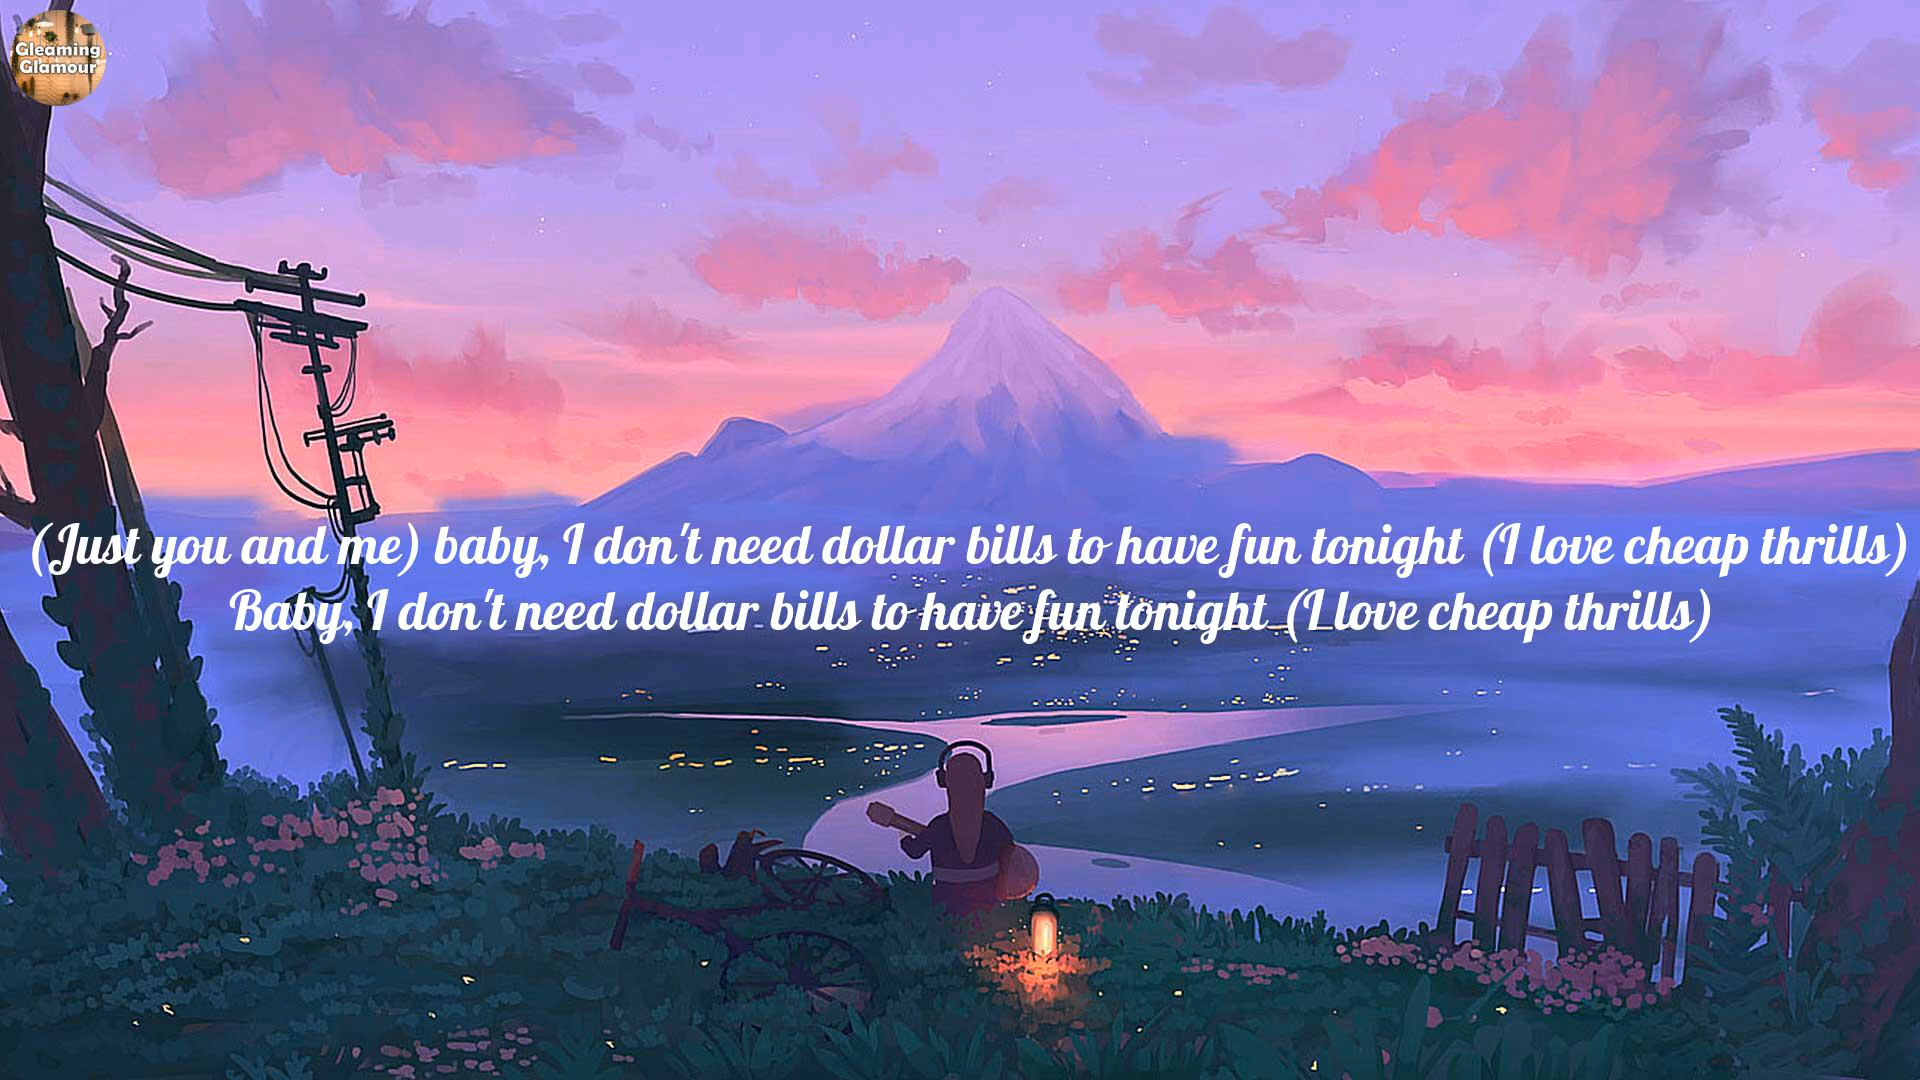 Gleaming
Glamour
(Just you and me) baby, I don't need dollar bills to have fun tonight (I love cheap thrills)
Baby, I don't need dollar bills to have fun tonight (I love cheap thrills)